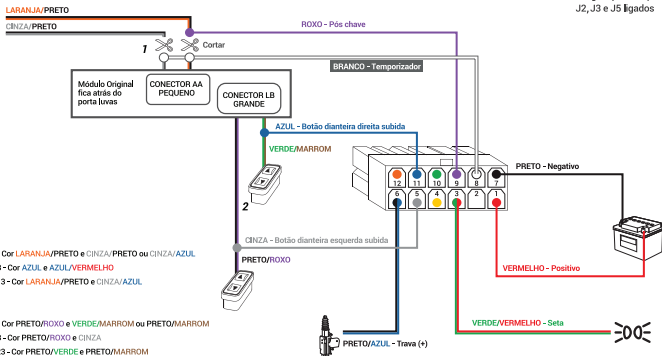 LARANJA/PRETO
CINZA/PRETO
J2, J3 e J5 ligados
ROXO - Pós chave
1
Cortar
BRANCO - Temporizador
Módulo Original
fica atrás do
porta luvas
CONECTOR AA
PEQUENO
CONECTOR LB
GRANDE
AZUL - Botão dianteira direita subida
VERDE/MARROM
PRETO - Negativo
12 11 10 9 8 7
6 5 4 3 2 1
2
CINZA - Botão dianteira esquerda subida
PRETO/ROXO
Cor LARANJA/PRETO e CINZA/PRETO ou CINZA/AZUL
- Cor AZUL e AZUL/VERMELHO
3 - Cor LARANJA/PRETO e CINZA/AZUL
VERMELHO - Positivo
Cor PRETO/ROXO e VERDE/MARROM ou PRETO/MARROM
- Cor PRETO/ROXO e CINZA
3 - Cor PRETO/VERDE e PRETO/MARROM
VERDE/VERMELHO - Seta
PRETO/AZUL - Trava (+)